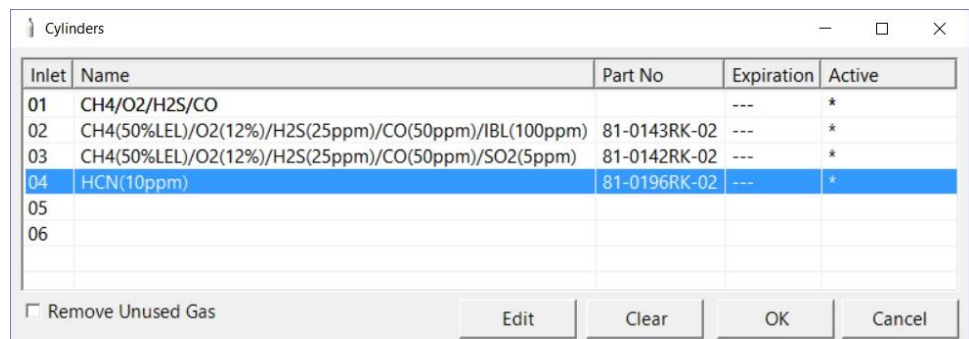 Cylinders
Inlet Name Part No Expiration Active
01 CH4/O2/H2S/CO --- *
02 CH4(50%LEL)/O2(12%)/H2S(25ppm)/CO(50ppm)/IBL(100ppm) 81-0143RK-02 --- *
03 CH4(50%LEL)/O2(12%)/H2S(25ppm)/CO(50ppm)/SO2(5ppm) 81-0142RK-02 --- *
04 HCN(10ppm) 81-0196RK-02 --- *
05
06
Remove Unused Gas Edit Clear OK Cancel